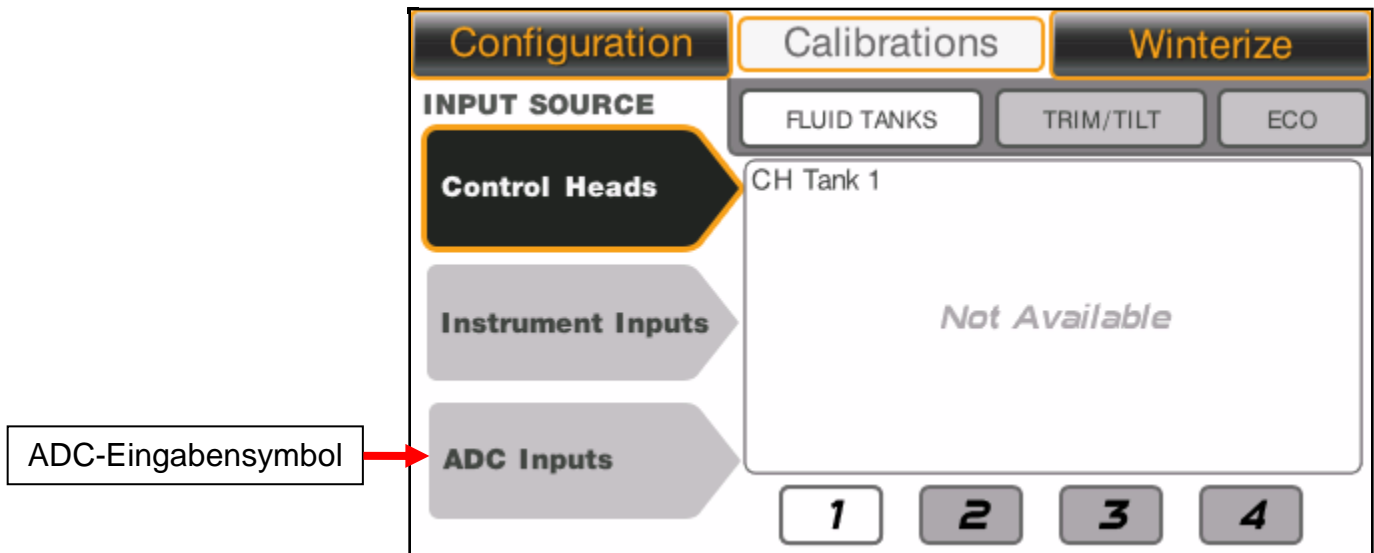 Configuration
Calibrations
Winterize
INPUT SOURCE
FLUID TANKS
TRIM/TILT
ECO
Control Heads
CH Tank 1
Instrument Inputs
Not Available
ADC-Eingabensymbol
ADC Inputs
1 2 3 4